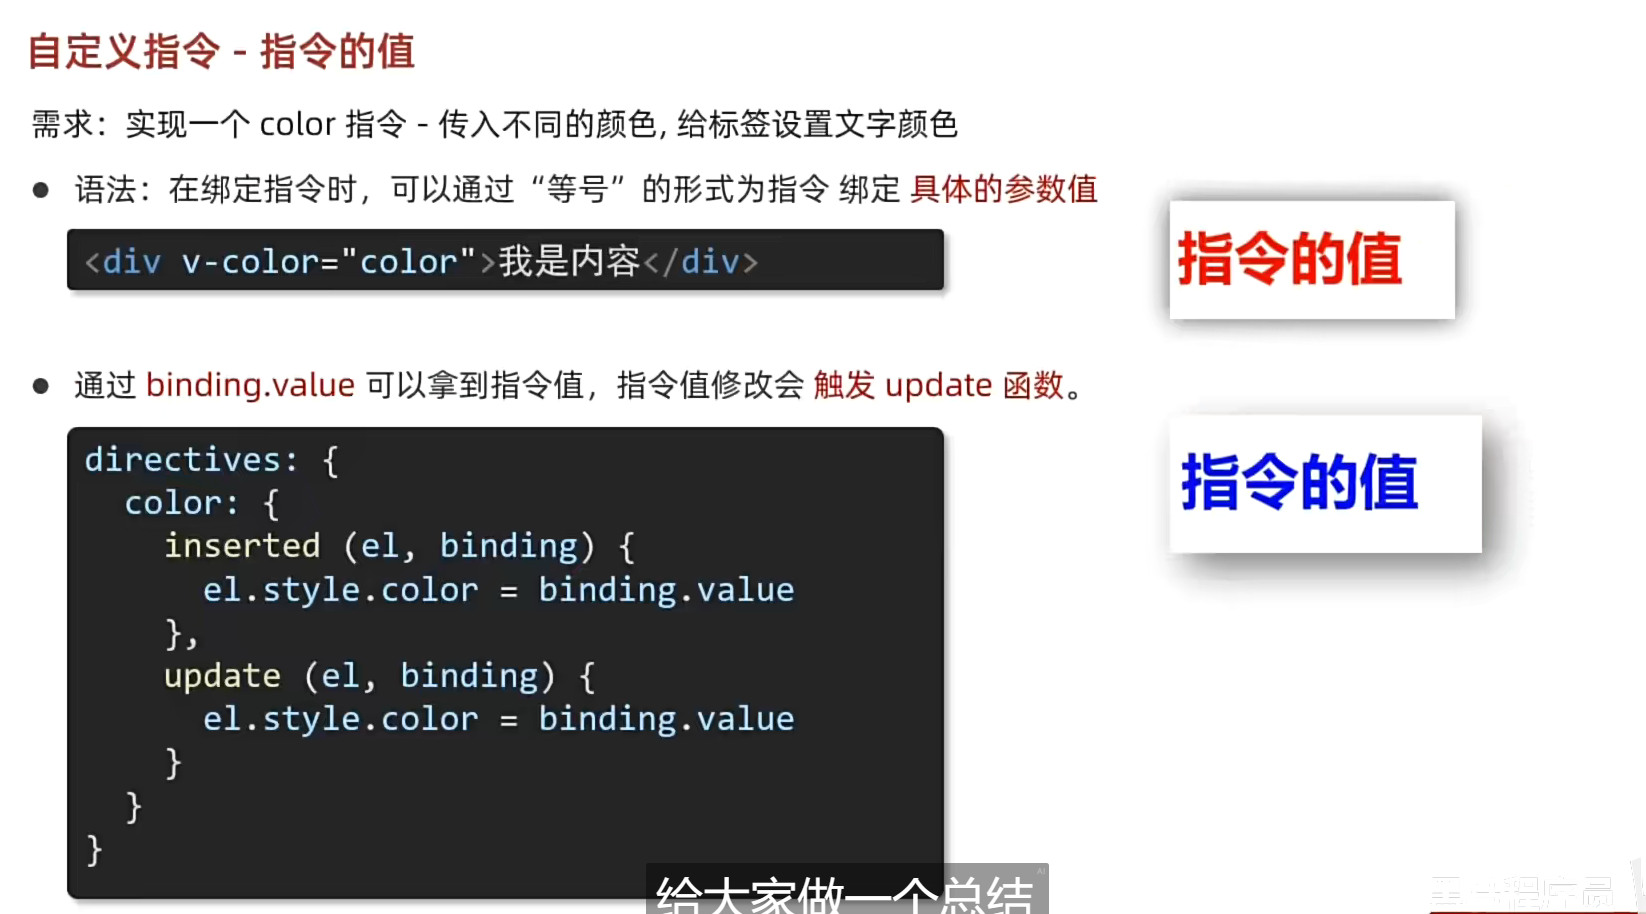 自定义指令 - 指令的值
需求：实现一个 color 指令 - 传入不同的颜色, 给标签设置文字颜色
● 语法：在绑定指令时，可以通过“等号”的形式为指令 绑定 具体的参数值
<div v-color="color">我是内容</div>
指令的值
● 通过 binding.value 可以拿到指令值，指令值修改会 触发 update 函数。
指令的值
directives: {
  color: {
    inserted (el, binding) {
      el.style.color = binding.value
    },
    update (el, binding) {
      el.style.color = binding.value
    }
  }
}
AI
给大家做一个总结
程序员